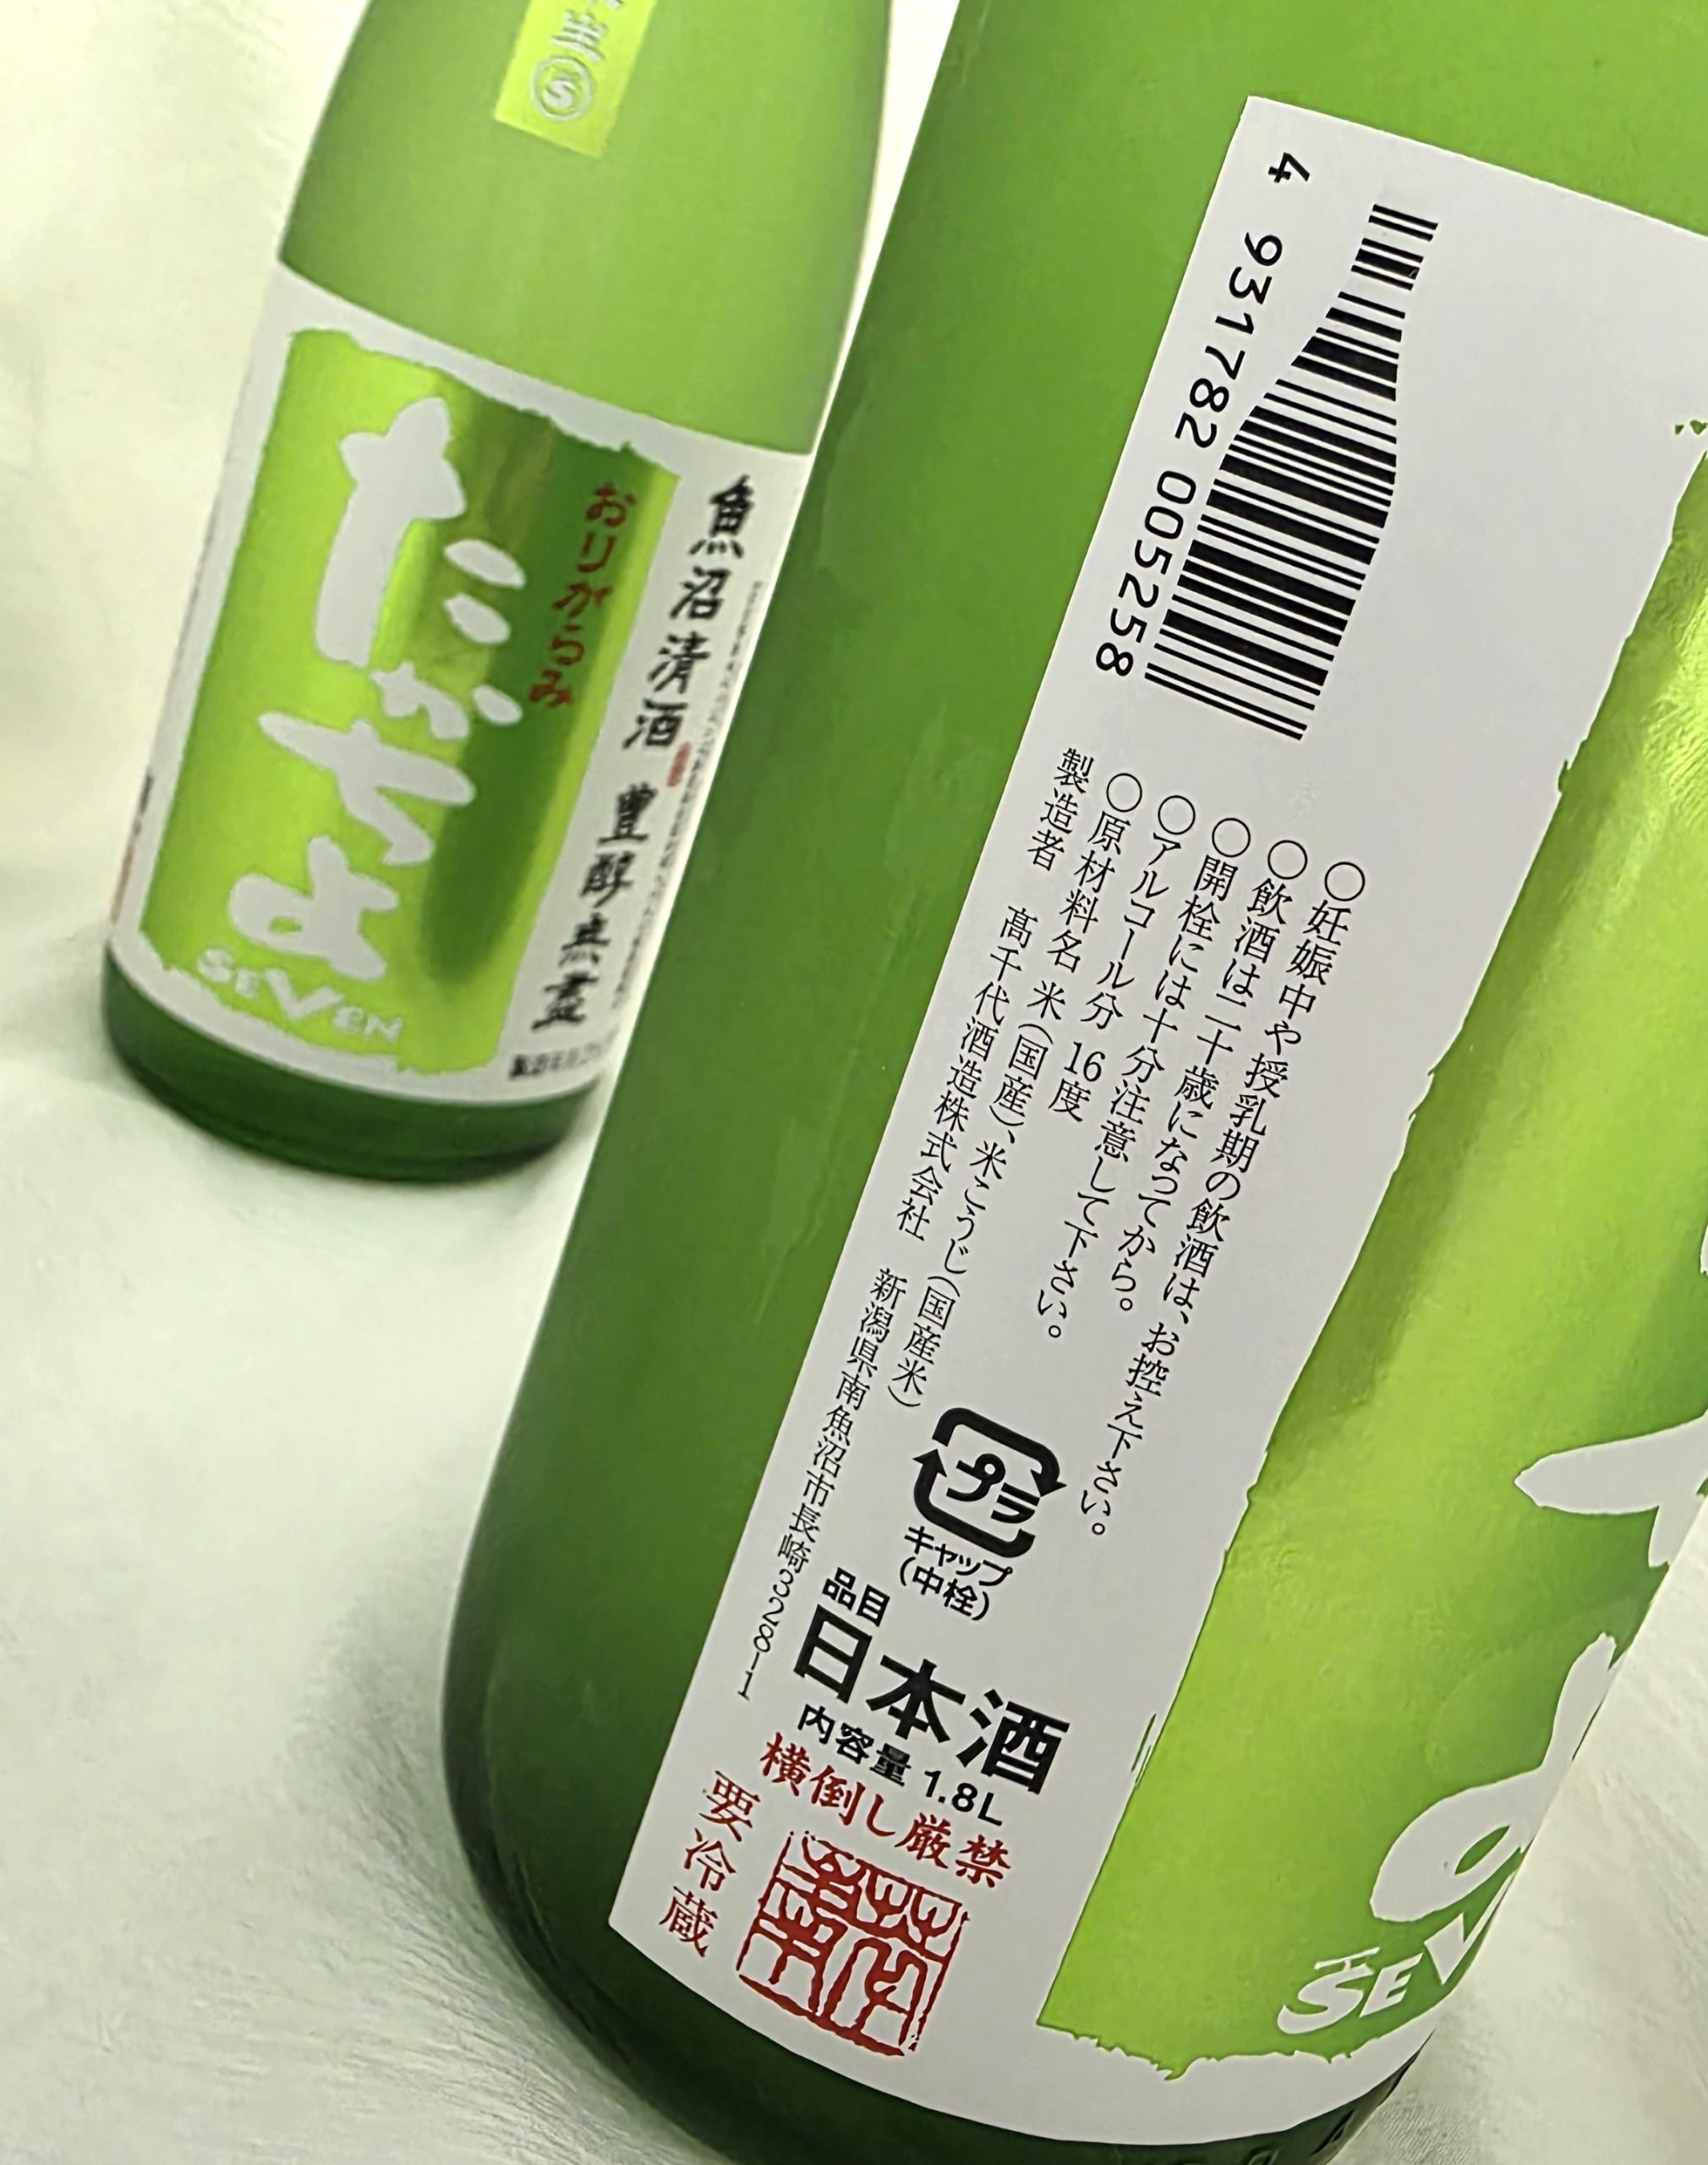 たかちよ
SEVEN
おりがらみ
魚沼清酒
豊醇無盡
4 931782 005258
○妊娠中や授乳期の飲酒は、お控え下さい。
○飲酒は二十歳になってから。
○開栓には十分注意して下さい。
○アルコール分 16度
○原材料名 米(国産)、米こうじ(国産米)
製造者 髙千代酒造株式会社 新潟県南魚沼市長崎328-1
プラ
キャップ
(中栓)
品目
日本酒
内容量 1.8L
横倒し厳禁
要冷蔵
SEV